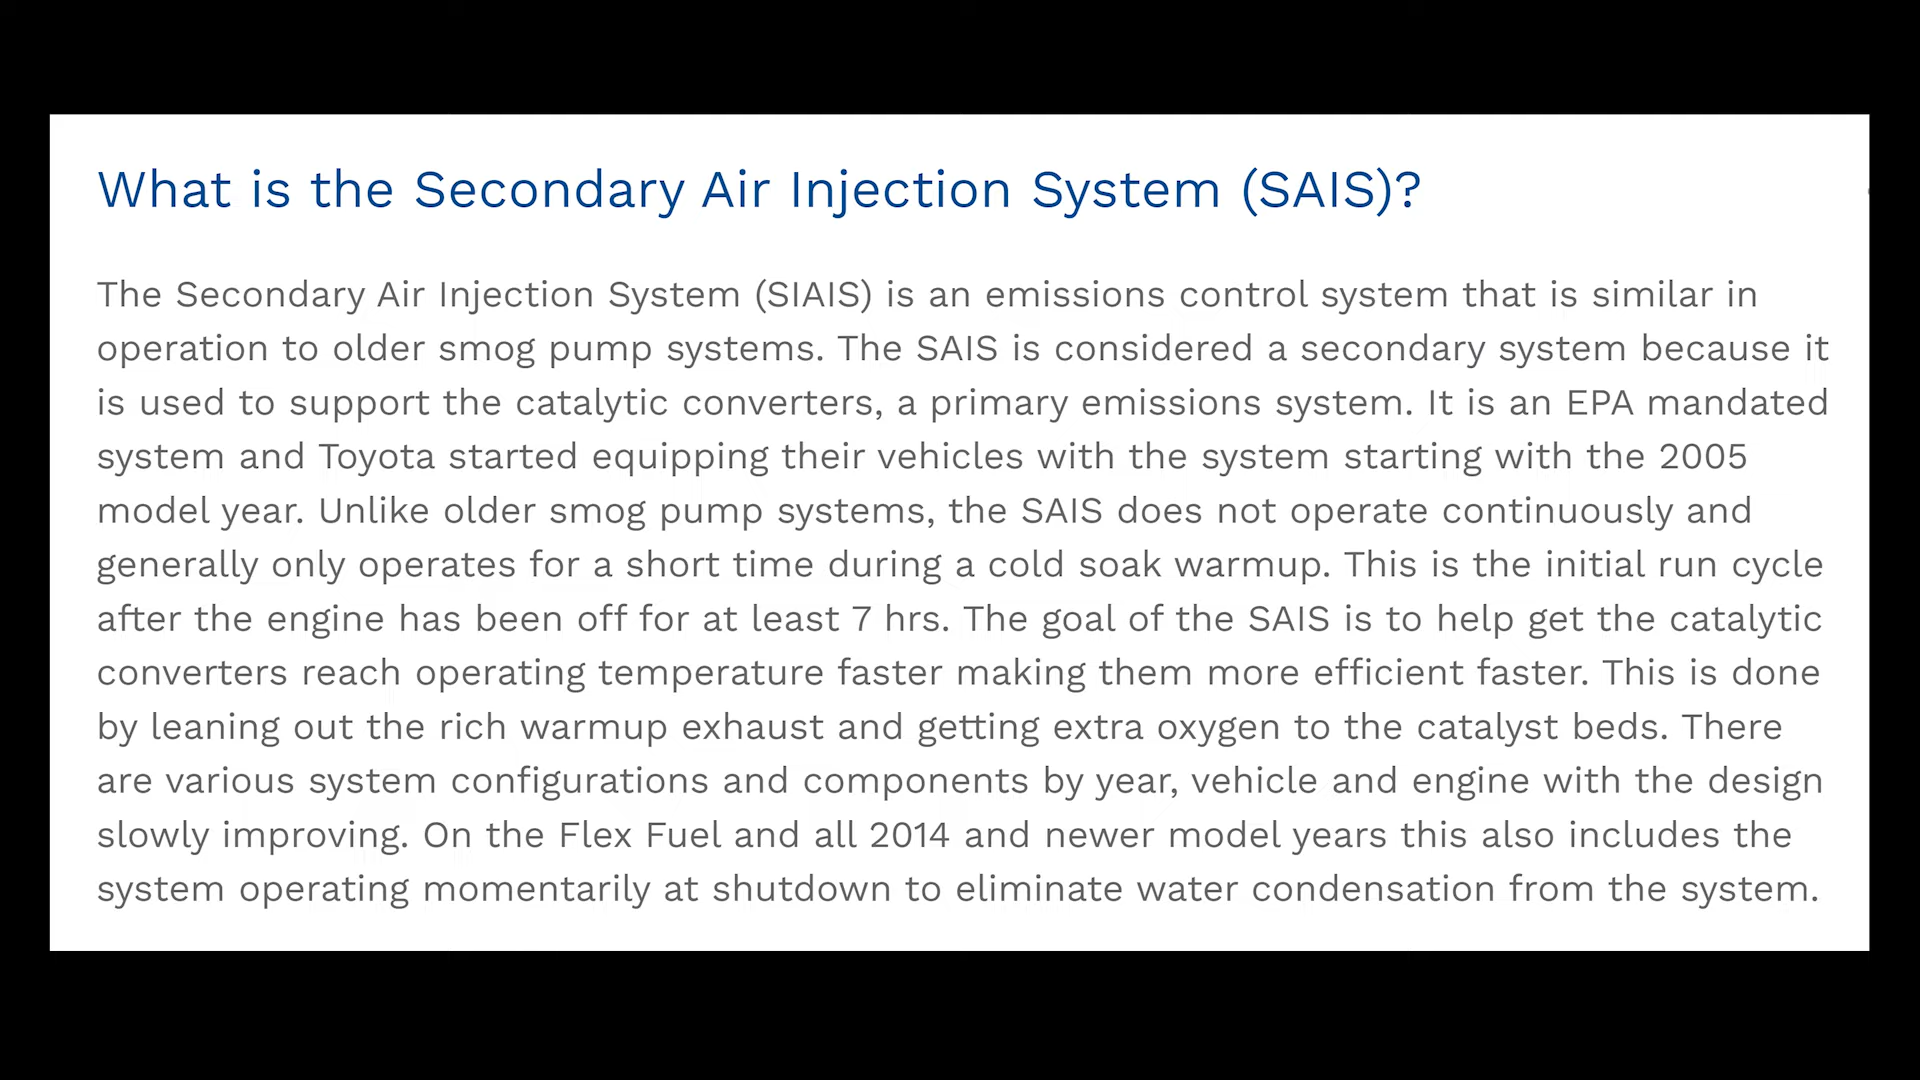 What is the Secondary Air Injection System (SAIS)?
The Secondary Air Injection System (SIAIS) is an emissions control system that is similar in
operation to older smog pump systems. The SAIS is considered a secondary system because it
is used to support the catalytic converters, a primary emissions system. It is an EPA mandated
system and Toyota started equipping their vehicles with the system starting with the 2005
model year. Unlike older smog pump systems, the SAIS does not operate continuously and
generally only operates for a short time during a cold soak warmup. This is the initial run cycle
after the engine has been off for at least 7 hrs. The goal of the SAIS is to help get the catalytic
converters reach operating temperature faster making them more efficient faster. This is done
by leaning out the rich warmup exhaust and getting extra oxygen to the catalyst beds. There
are various system configurations and components by year, vehicle and engine with the design
slowly improving. On the Flex Fuel and all 2014 and newer model years this also includes the
system operating momentarily at shutdown to eliminate water condensation from the system.